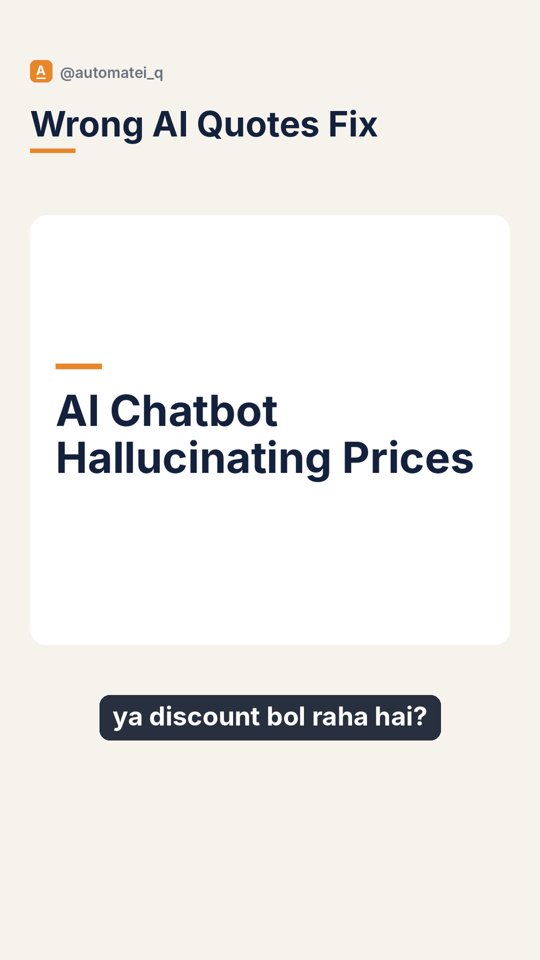 A
@automatei_q
Wrong AI Quotes Fix
AI Chatbot
Hallucinating Prices
ya discount bol raha hai?